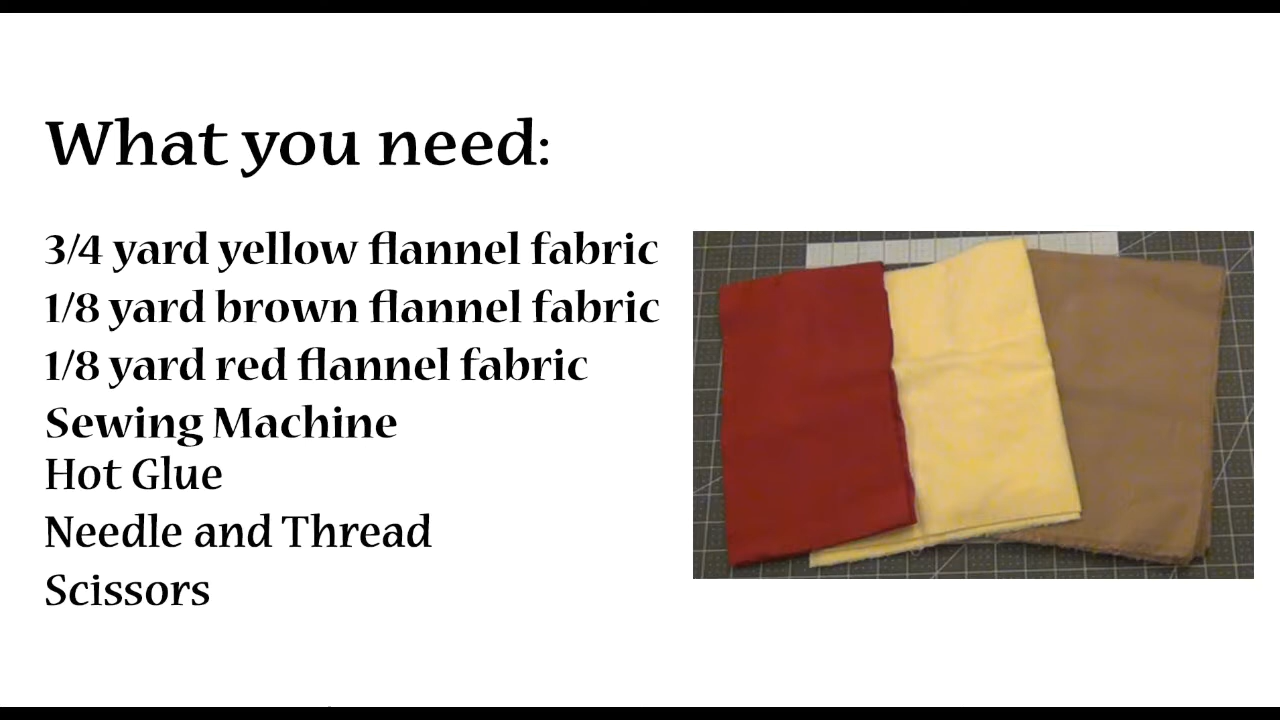 What you need:
3/4 yard yellow flannel fabric
1/8 yard brown flannel fabric
1/8 yard red flannel fabric
Sewing Machine
Hot Glue
Needle and Thread
Scissors